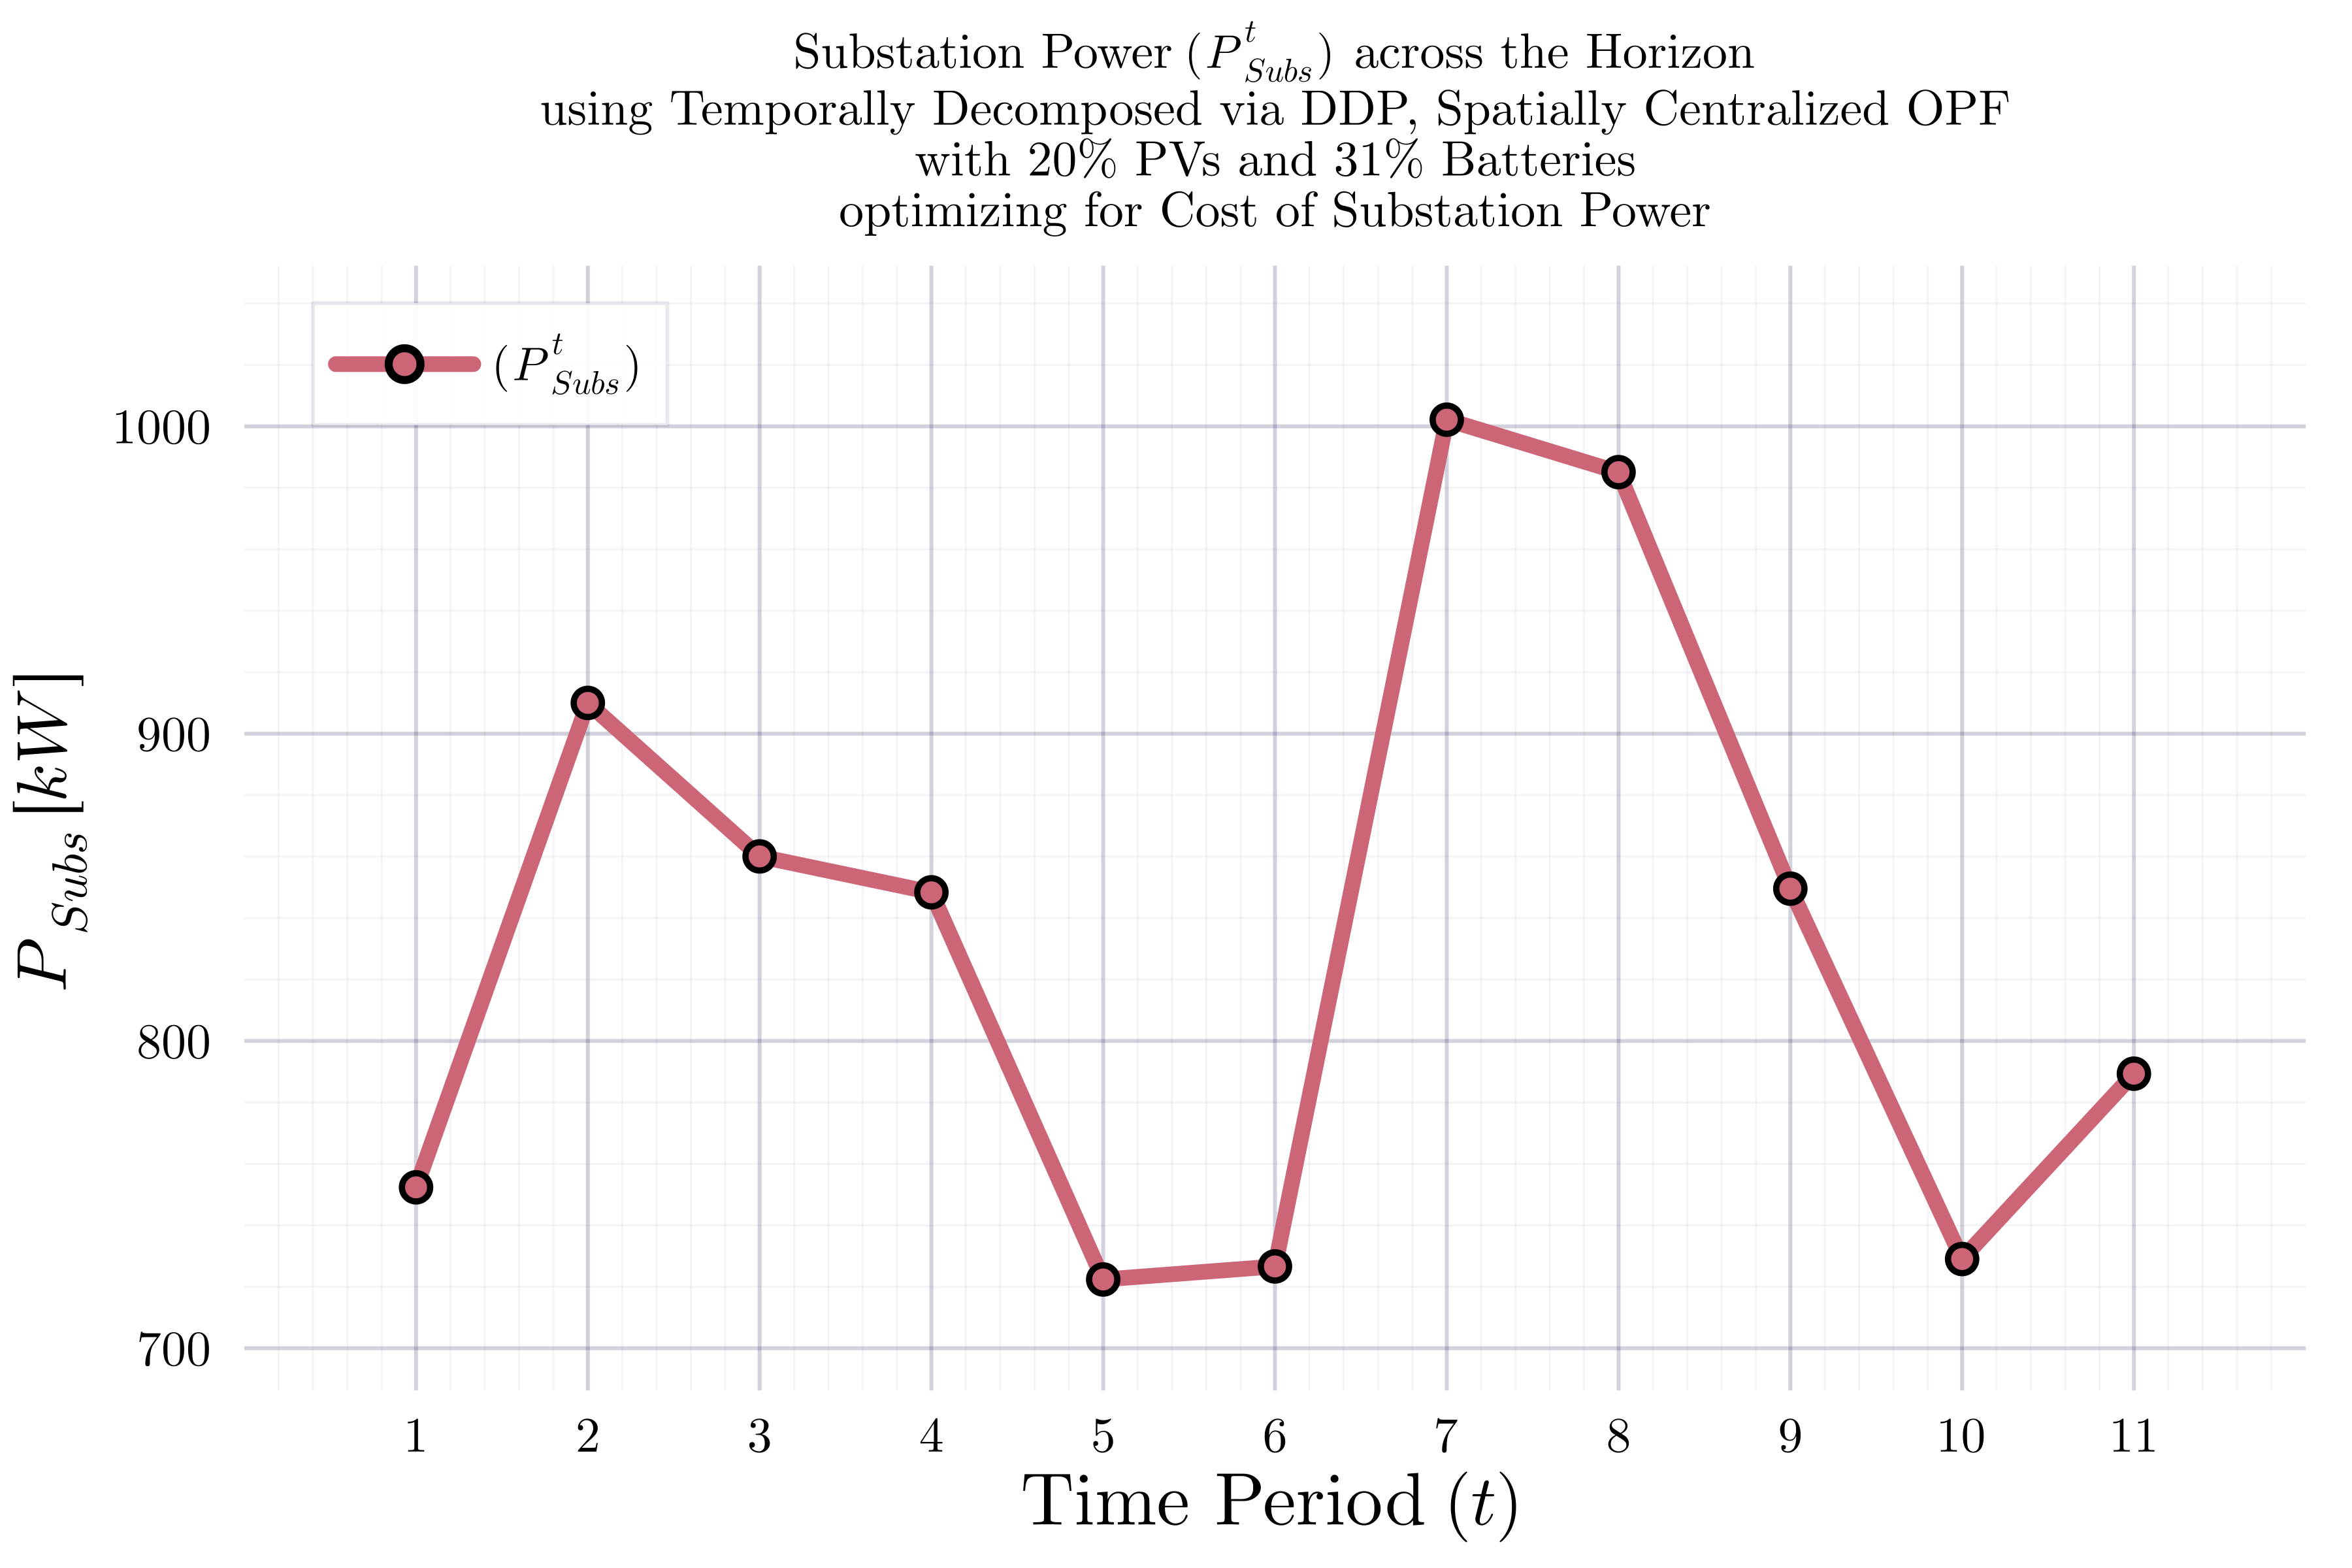 Substation Power (P^t_Subs) across the Horizon
using Temporally Decomposed via DDP, Spatially Centralized OPF
with 20% PVs and 31% Batteries
optimizing for Cost of Substation Power
(P^t_Subs)
P_Subs [kW]
1000
900
800
700
1 2 3 4 5 6 7 8 9 10 11
Time Period (t)